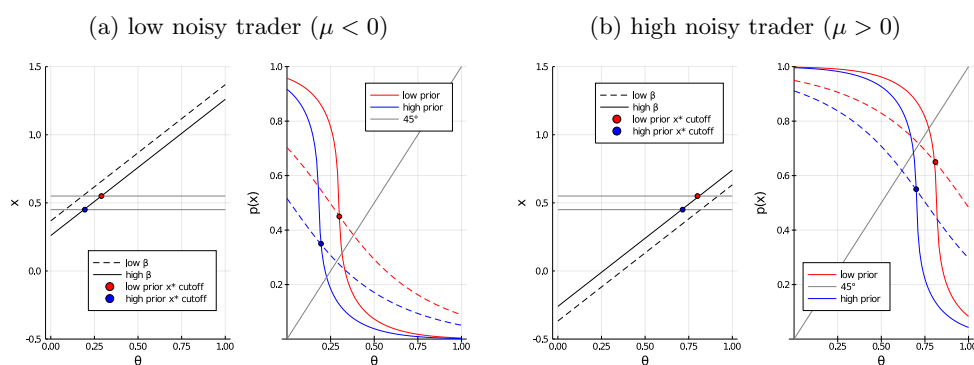 (a) low noisy trader (μ < 0)
(b) high noisy trader (μ > 0)
1.5
1.0
0.5
0.0
-0.5
x
0.00
0.25
0.50
0.75
1.00
θ
low β
high β
low prior x* cutoff
high prior x* cutoff
1.0
0.8
0.6
0.4
0.2
p(x)
0.00
0.25
0.50
0.75
1.00
θ
low prior
high prior
45°
1.5
1.0
0.5
0.0
-0.5
x
0.00
0.25
0.50
0.75
1.00
θ
low β
high β
low prior x* cutoff
high prior x* cutoff
1.0
0.8
0.6
0.4
0.2
p(x)
0.25
0.50
0.75
1.00
θ
low prior
45°
high prior